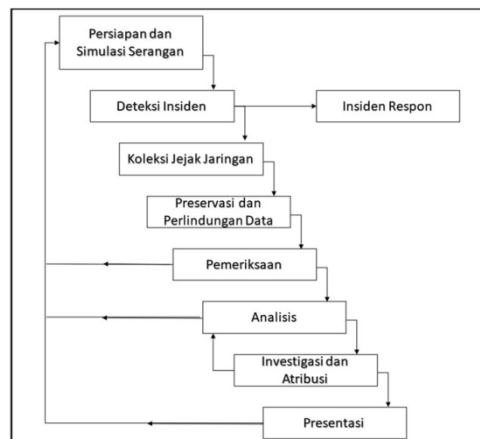 Persiapan dan
Simulasi Serangan
Deteksi Insiden
Insiden Respon
Koleksi Jejak Jaringan
Preservasi dan
Perlindungan Data
Pemeriksaan
Analisis
Investigasi dan
Atribusi
Presentasi